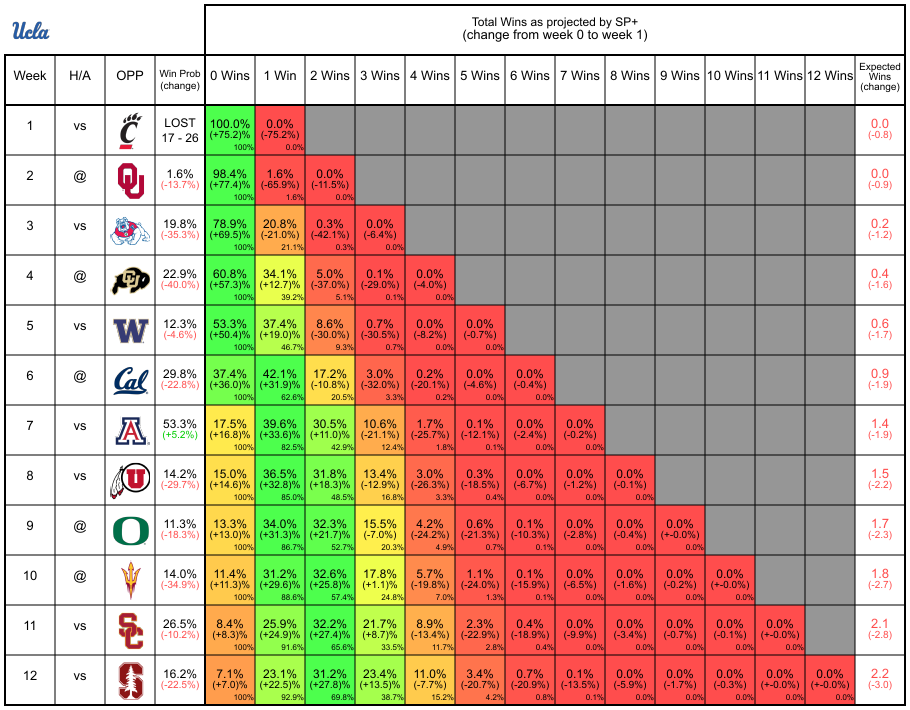 Ucla
Total Wins as projected by SP+
(change from week 0 to week 1)
Week H/A OPP Win Prob (change) 0 Wins 1 Win 2 Wins 3 Wins 4 Wins 5 Wins 6 Wins 7 Wins 8 Wins 9 Wins 10 Wins 11 Wins 12 Wins Expected Wins (change)
1 vs C LOST 100.0% 0.0% 0.0
17 - 26 (+75.2)% (-75.2%) (-0.8)
100% 0.0%
2 @ OU 1.6% 98.4% 1.6% 0.0% 0.0
(-13.7%) (+77.4)% (-65.9%) (-11.5%) (-0.9)
100% 1.6% 0.0%
3 vs 19.8% 78.9% 20.8% 0.3% 0.0% 0.2
(-35.3%) (+69.5)% (-21.0%) (-42.1%) (-6.4%) (-1.2)
100% 21.1% 0.3% 0.0%
4 @ CU 22.9% 60.8% 34.1% 5.0% 0.1% 0.0% 0.4
(-40.0%) (+57.3)% (+12.7)% (-37.0%) (-29.0%) (-4.0%) (-1.6)
100% 39.2% 5.1% 0.1% 0.0%
5 vs W 12.3% 53.3% 37.4% 8.6% 0.7% 0.0% 0.0% 0.6
(-4.6%) (+50.4)% (+19.0)% (-30.0%) (-30.5%) (-8.2%) (-0.7%) (-1.7)
100% 46.7% 9.3% 0.7% 0.0% 0.0%
6 @ Cal 29.8% 37.4% 42.1% 17.2% 3.0% 0.2% 0.0% 0.0% 0.9
(-22.8%) (+36.0)% (+31.9)% (-10.8%) (-32.0%) (-20.1%) (-4.6%) (-0.4%) (-1.9)
100% 62.6% 20.5% 3.3% 0.2% 0.0% 0.0%
7 vs A 53.3% 17.5% 39.6% 30.5% 10.6% 1.7% 0.1% 0.0% 0.0% 1.4
(+5.2%) (+16.8)% (+33.6)% (+11.0)% (-21.1%) (-25.7%) (-12.1%) (-2.4%) (-0.2%) (-1.9)
100% 82.5% 42.9% 12.4% 1.8% 0.1% 0.0% 0.0%
8 vs U 14.2% 15.0% 36.5% 31.8% 13.4% 3.0% 0.3% 0.0% 0.0% 0.0% 1.5
(-29.7%) (+14.6)% (+32.8)% (+18.3)% (-12.9%) (-26.3%) (-18.5%) (-6.7%) (-1.2%) (-0.1%) (-2.2)
100% 85.0% 48.5% 16.8% 3.3% 0.4% 0.0% 0.0% 0.0%
9 @ O 11.3% 13.3% 34.0% 32.3% 15.5% 4.2% 0.6% 0.1% 0.0% 0.0% 0.0% 1.7
(-18.3%) (+13.0)% (+31.3)% (+21.7)% (-7.0%) (-24.2%) (-21.3%) (-10.3%) (-2.8%) (-0.4%) (+-0.0%) (-2.3)
100% 86.7% 52.7% 20.3% 4.9% 0.7% 0.1% 0.0% 0.0% 0.0%
10 @ 14.0% 11.4% 31.2% 32.6% 17.8% 5.7% 1.1% 0.1% 0.0% 0.0% 0.0% 0.0% 1.8
(-34.9%) (+11.3)% (+29.6)% (+25.8)% (+1.1)% (-19.8%) (-24.0%) (-15.9%) (-6.5%) (-1.6%) (-0.2%) (+-0.0%) (-2.7)
100% 88.6% 57.4% 24.8% 7.0% 1.3% 0.1% 0.0% 0.0% 0.0% 0.0%
11 vs SC 26.5% 8.4% 25.9% 32.2% 21.7% 8.9% 2.3% 0.4% 0.0% 0.0% 0.0% 0.0% 0.0% 2.1
(-10.2%) (+8.3)% (+24.9)% (+27.4)% (+8.7)% (-13.4%) (-22.9%) (-18.9%) (-9.9%) (-3.4%) (-0.7%) (-0.1%) (+-0.0%) (-2.8)
100% 91.6% 65.6% 33.5% 11.7% 2.8% 0.4% 0.0% 0.0% 0.0% 0.0% 0.0%
12 vs S 16.2% 7.1% 23.1% 31.2% 23.4% 11.0% 3.4% 0.7% 0.1% 0.0% 0.0% 0.0% 0.0% 0.0% 2.2
(-22.5%) (+7.0)% (+22.5)% (+27.8)% (+13.5)% (-7.7%) (-20.7%) (-20.9%) (-13.5%) (-5.9%) (-1.7%) (-0.3%) (+-0.0%) (+-0.0%) (-3.0)
100% 92.9% 69.8% 38.7% 15.2% 4.2% 0.8% 0.1% 0.0% 0.0% 0.0% 0.0% 0.0%